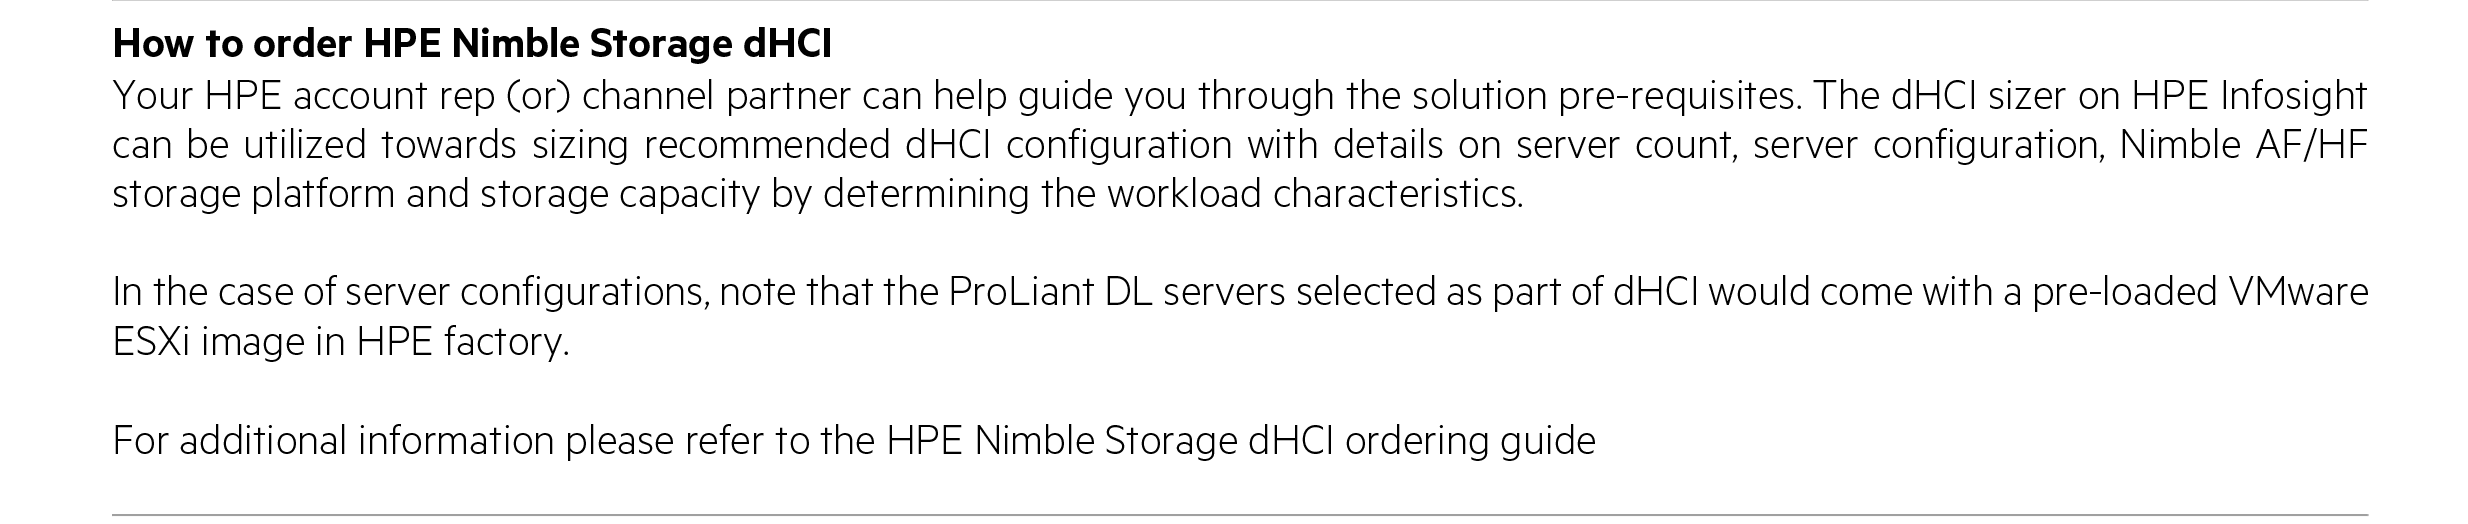 How to order HPE Nimble Storage dHCI
Your HPE account rep (or) channel partner can help guide you through the solution pre-requisites. The dHCI sizer on HPE Infosight
can be utilized towards sizing recommended dHCI configuration with details on server count, server configuration, Nimble AF/HF
storage platform and storage capacity by determining the workload characteristics.
In the case of server configurations, note that the ProLiant DL servers selected as part of dHCI would come with a pre-loaded VMware
ESXi image in HPE factory.
For additional information please refer to the HPE Nimble Storage dHCI ordering guide